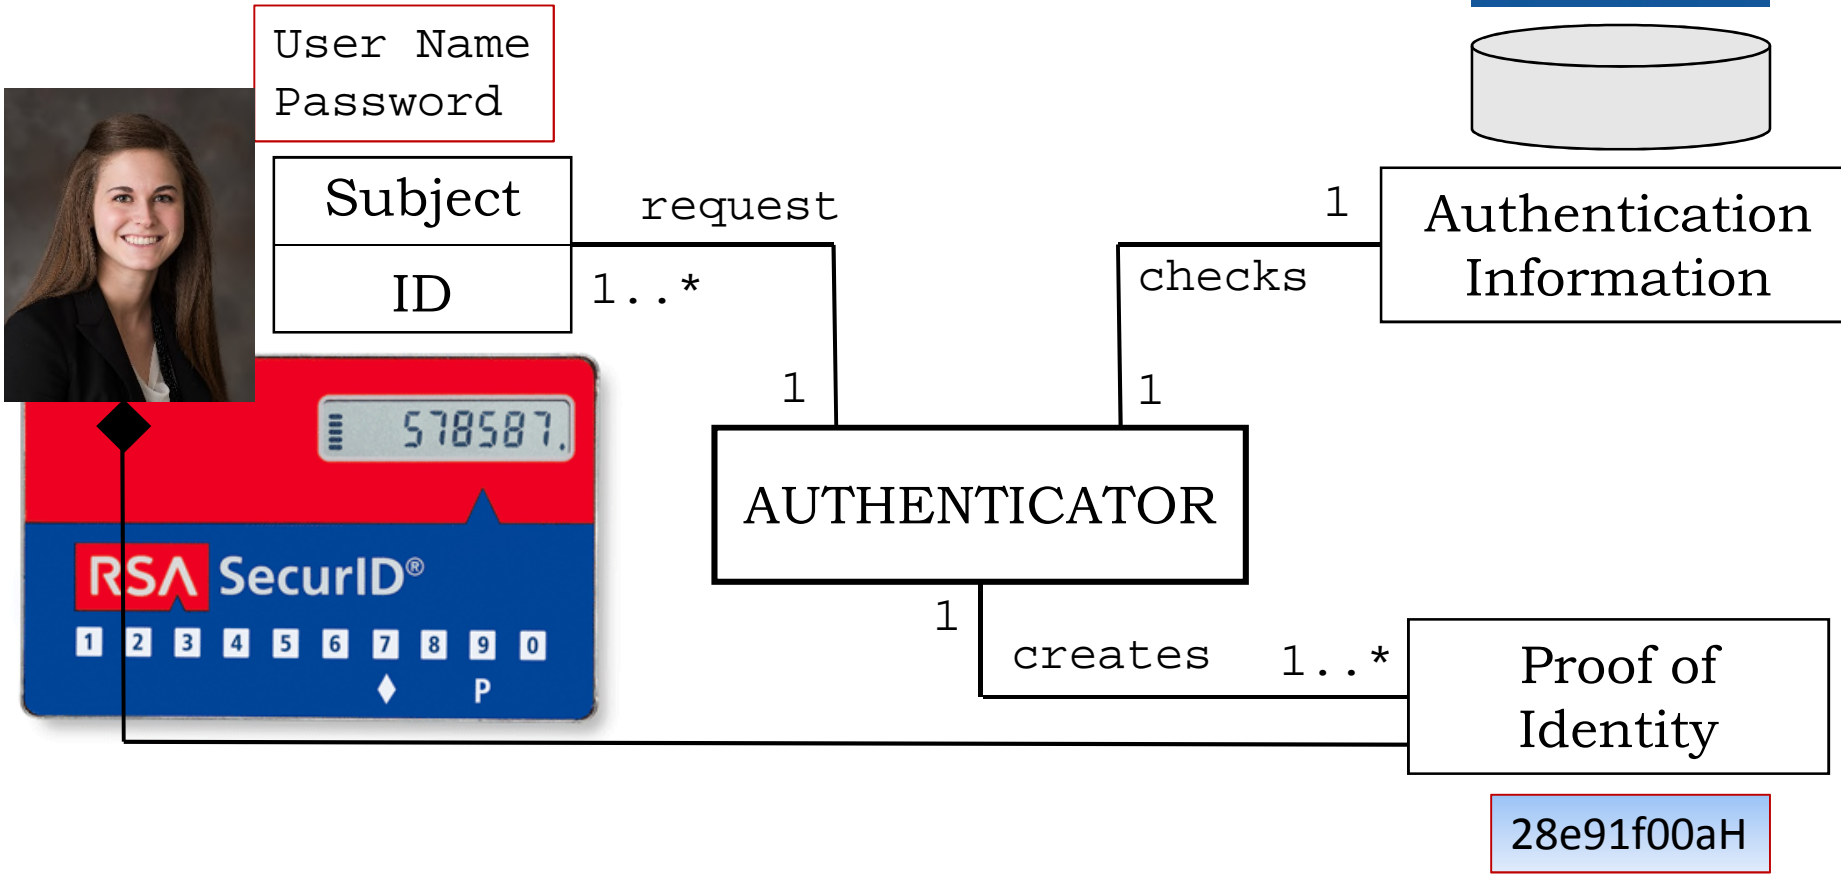 User Name
Password
Subject
ID
request
1..*
1
1
checks
1
Authentication
Information
578587.
AUTHENTICATOR
RSA SecurID®
1 2 3 4 5 6 7 8 9 0
P
1
creates
1..*
Proof of
Identity
28e91f00aH